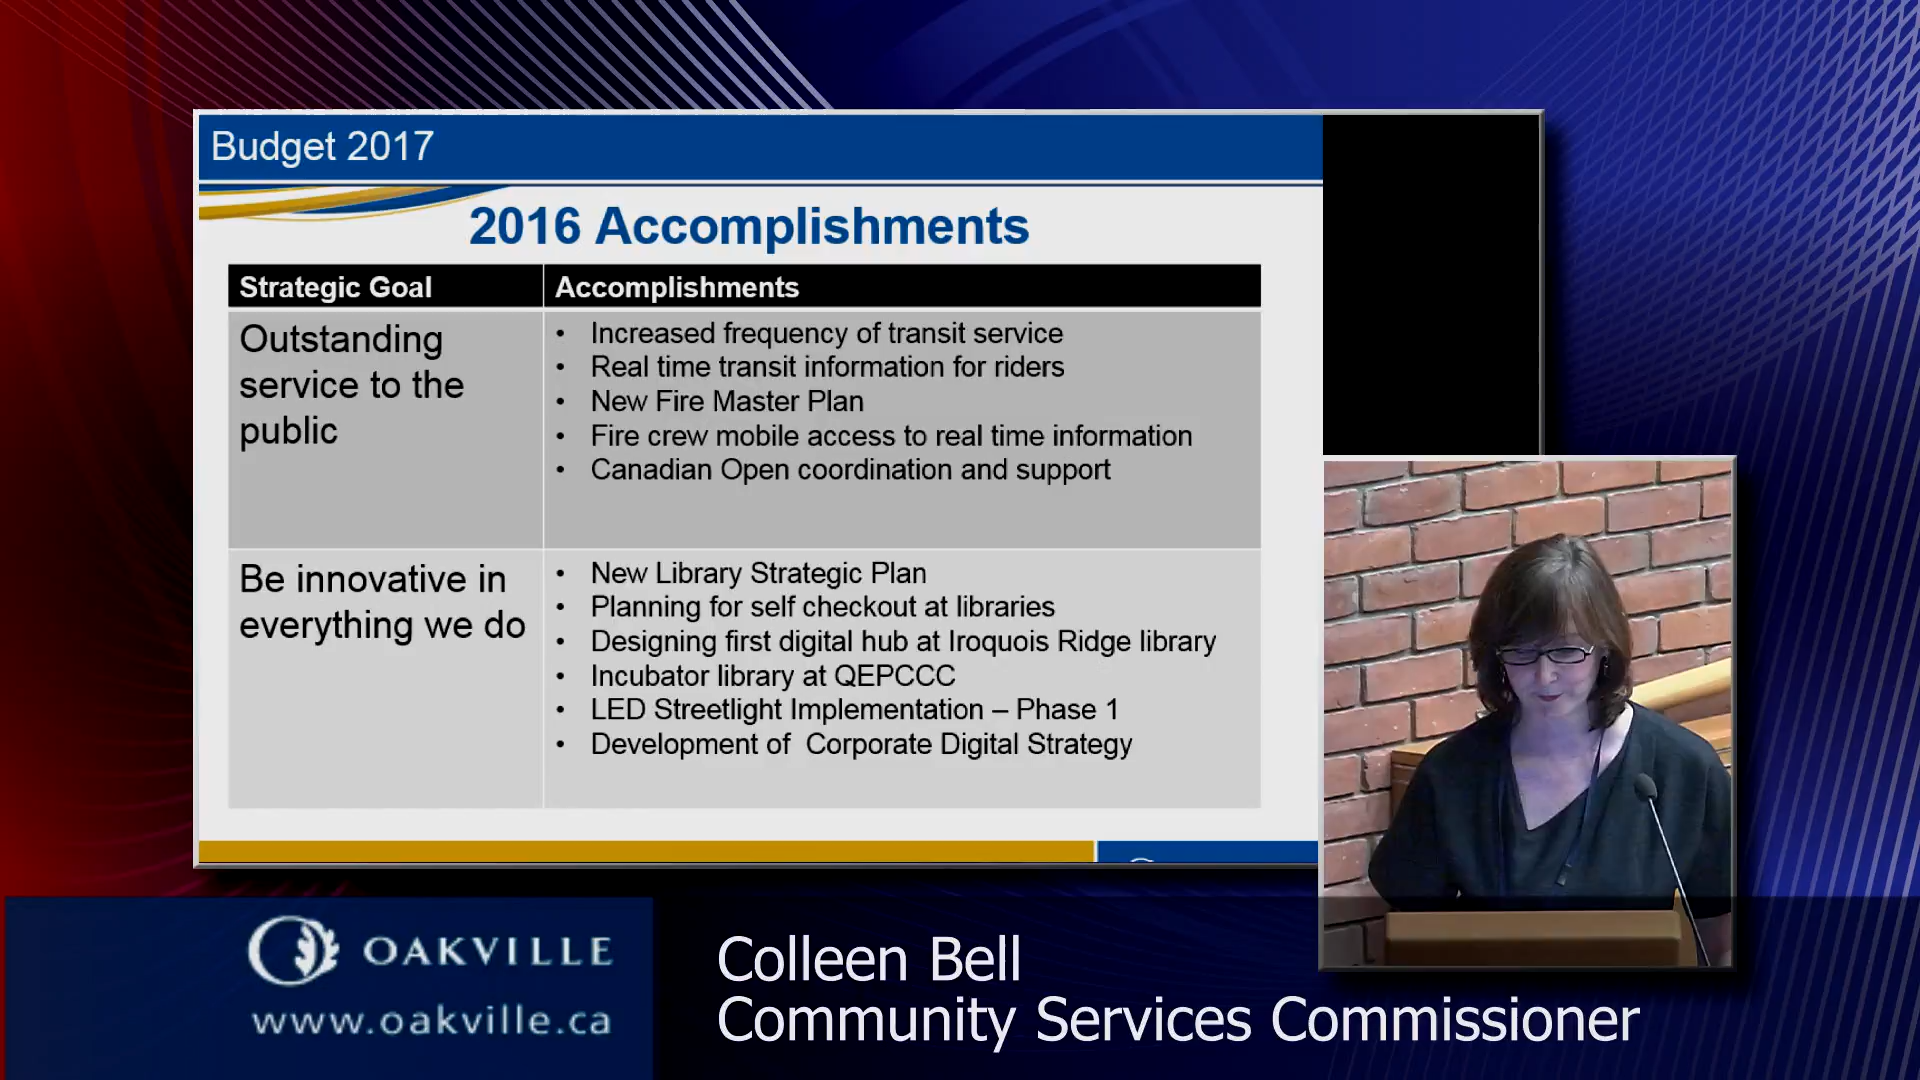 Budget 2017
2016 Accomplishments
Strategic Goal
Accomplishments
Outstanding
service to the
public
• Increased frequency of transit service
• Real time transit information for riders
• New Fire Master Plan
• Fire crew mobile access to real time information
• Canadian Open coordination and support
Be innovative in
everything we do
• New Library Strategic Plan
• Planning for self checkout at libraries
• Designing first digital hub at Iroquois Ridge library
• Incubator library at QEPCCC
• LED Streetlight Implementation – Phase 1
• Development of Corporate Digital Strategy
OAKVILLE
www.oakville.ca
Colleen Bell
Community Services Commissioner